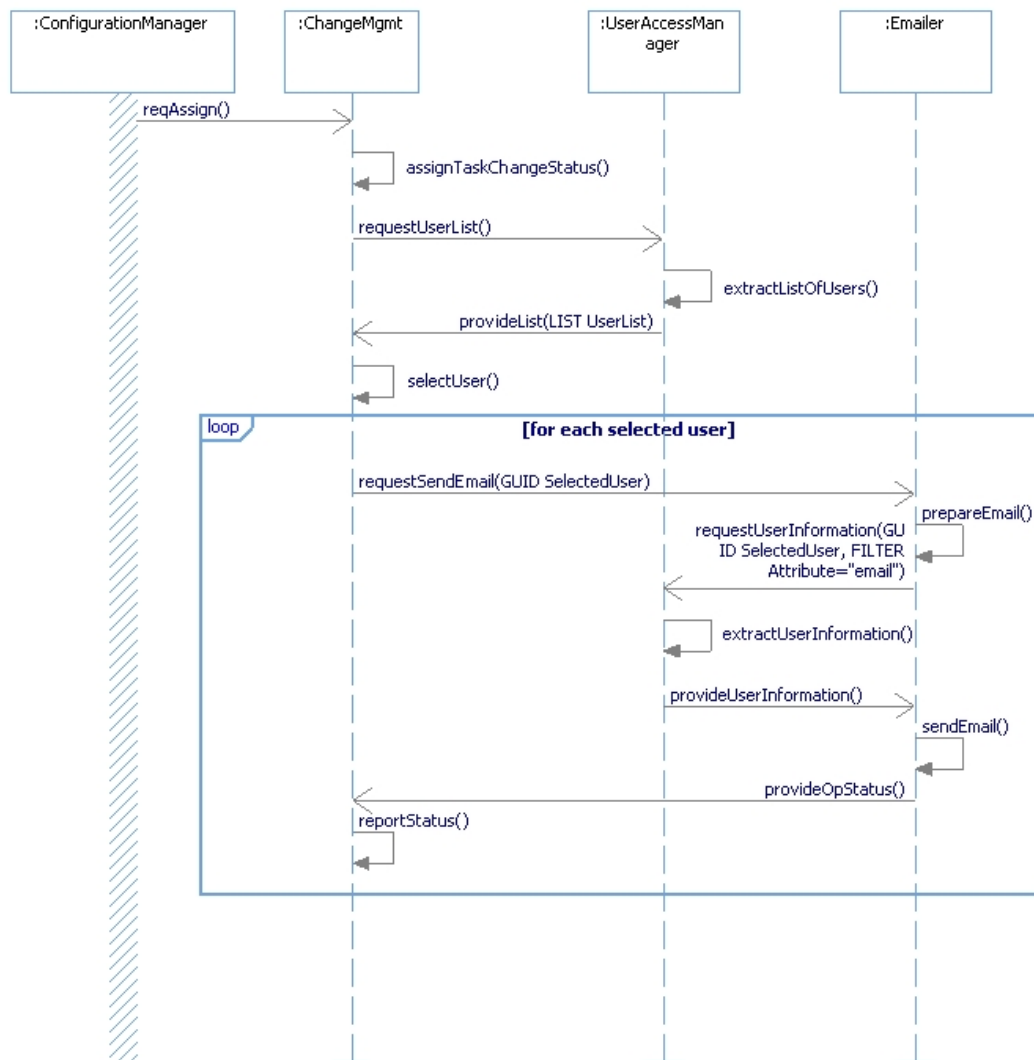 :ConfigurationManager
:ChangeMgmt
:UserAccessMan
ager
:Emailer
reqAssign()
assignTaskChangeStatus()
requestUserList()
extractListOfUsers()
provideList(LIST UserList)
selectUser()
loop
[for each selected user]
requestSendEmail(GUID SelectedUser)
prepareEmail()
requestUserInformation(GU
ID SelectedUser, FILTER
Attribute="email")
extractUserInformation()
provideUserInformation()
sendEmail()
provideOpStatus()
reportStatus()